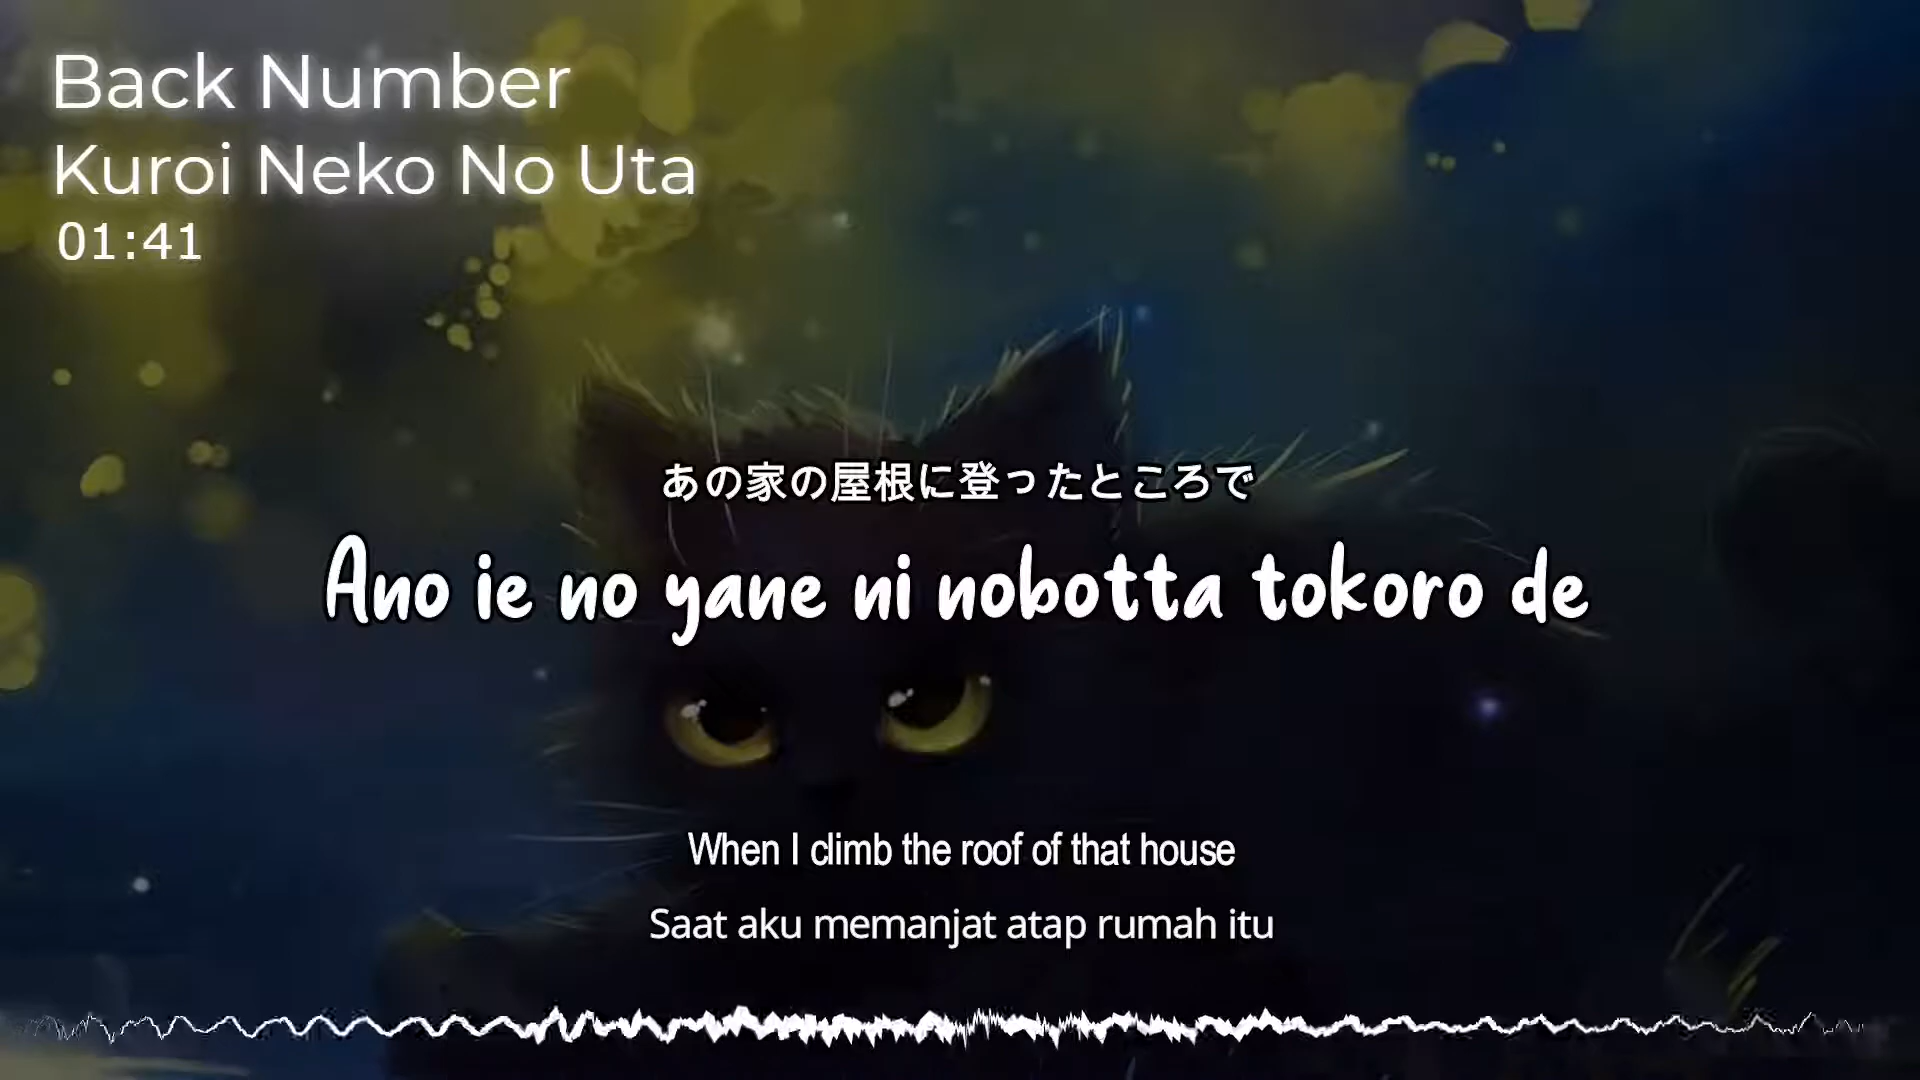 Back Number
Kuroi Neko No Uta
01:41
あの家の屋根に登ったところで
Ano ie no yane ni nobotta tokoro de
When I climb the roof of that house
Saat aku memanjat atap rumah itu